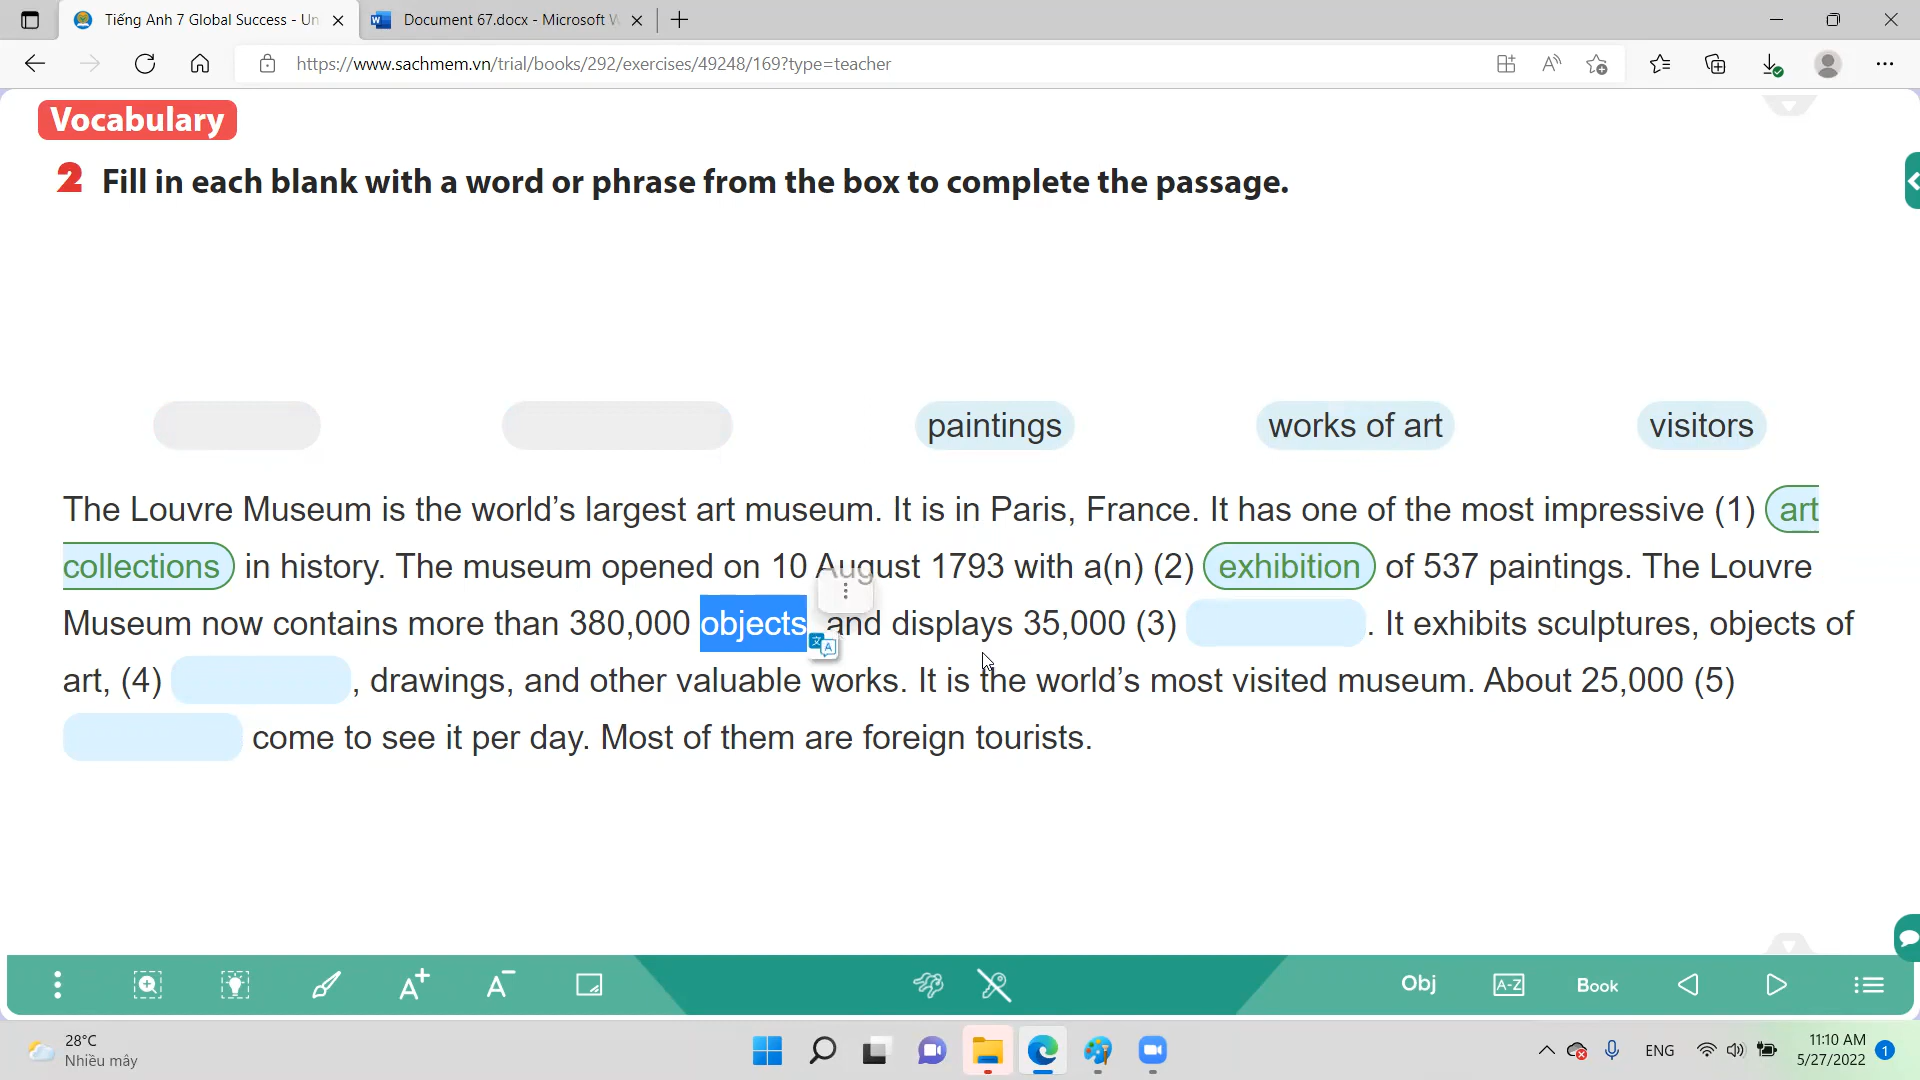 Tiếng Anh 7 Global Success - Un
Document 67.docx - Microsoft W
https://www.sachmem.vn/trial/books/292/exercises/49248/169?type=teacher
Vocabulary
2 Fill in each blank with a word or phrase from the box to complete the passage.
paintings works of art visitors
The Louvre Museum is the world’s largest art museum. It is in Paris, France. It has one of the most impressive (1) art
collections in history. The museum opened on 10 August 1793 with a(n) (2) exhibition of 537 paintings. The Louvre
Museum now contains more than 380,000 objects and displays 35,000 (3) . It exhibits sculptures, objects of
art, (4) , drawings, and other valuable works. It is the world’s most visited museum. About 25,000 (5)
come to see it per day. Most of them are foreign tourists.
A+ A- Obj A-Z Book
28°C
Nhiều mây
ENG
11:10 AM
5/27/2022
1